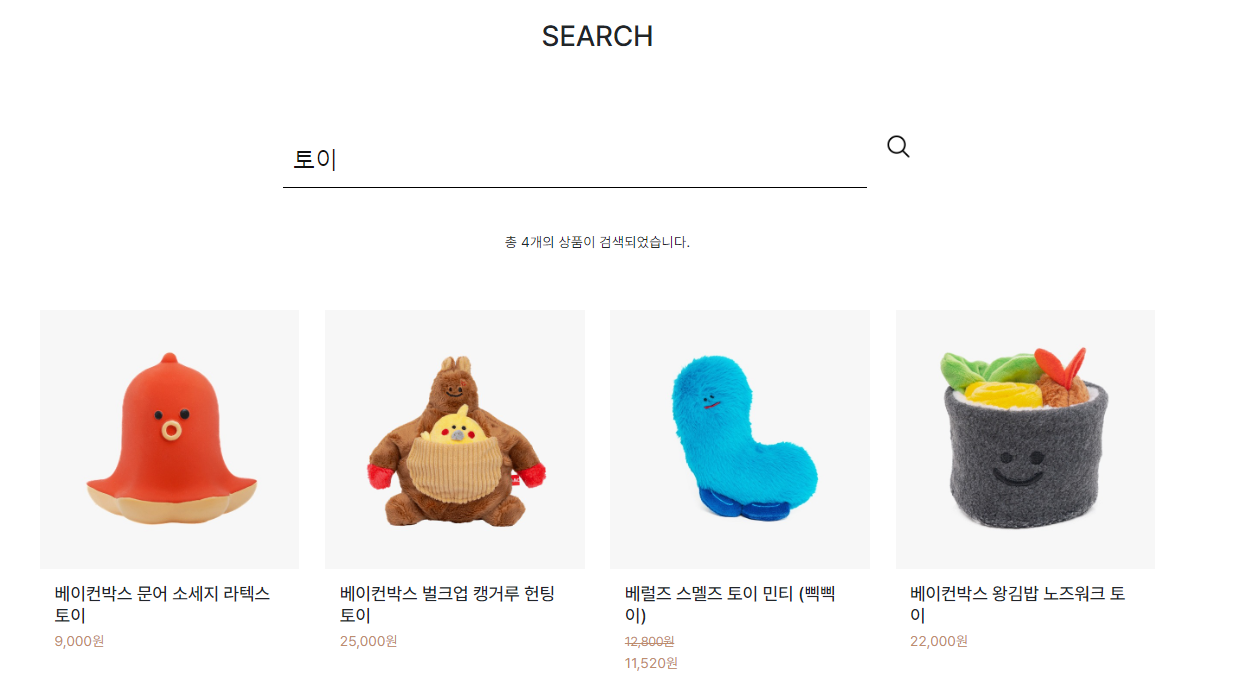 SEARCH
토이
총 4개의 상품이 검색되었습니다.
베이컨박스 문어 소세지 라텍스
토이
9,000원
베이컨박스 벌크업 캥거루 헌팅
토이
25,000원
베럴즈 스멜즈 토이 민티 (삑삑
이)
12,800원
11,520원
베이컨박스 왕김밥 노즈워크 토
이
22,000원